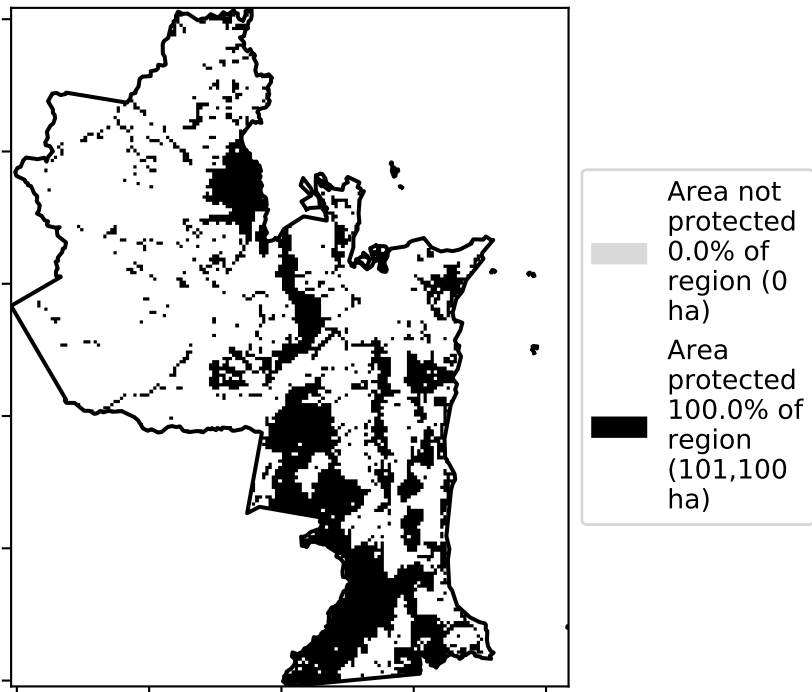 Area not
protected
0.0% of
region (0
ha)
Area
protected
100.0% of
region
(101,100
ha)